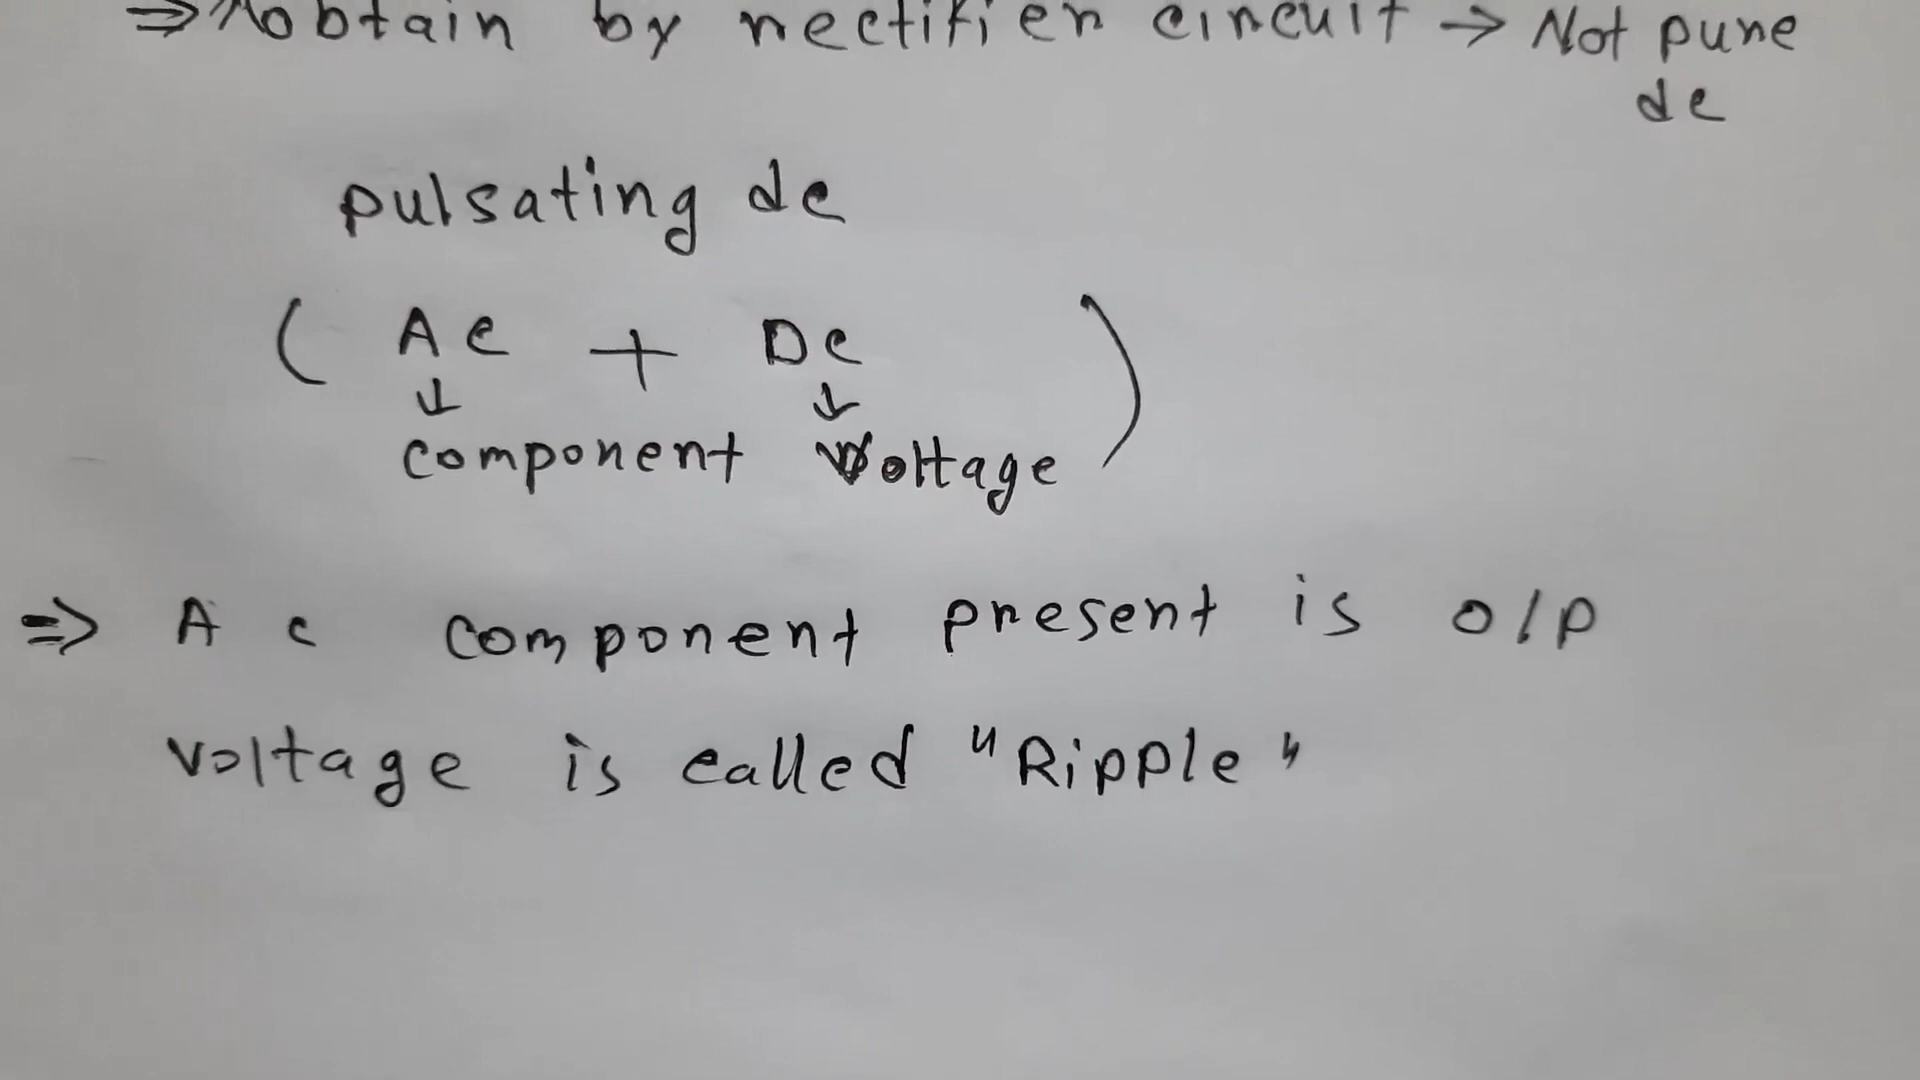 ⇒ obtain by rectifier circuit → Not pure
dc
pulsating dc
( Ac + Dc )
↓ ↓
component voltage
⇒ A c component present is o/p
voltage is called "Ripple"